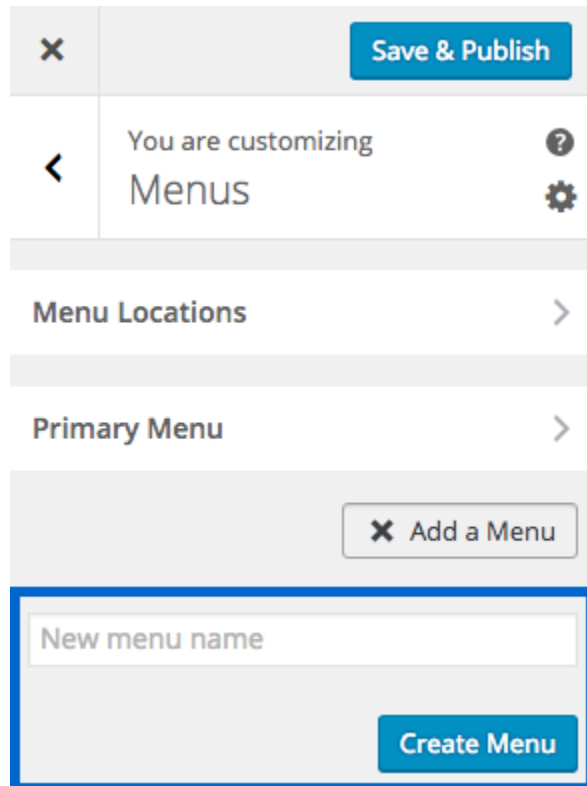 Save & Publish
You are customizing
Menus
Menu Locations
Primary Menu
Add a Menu
New menu name
Create Menu